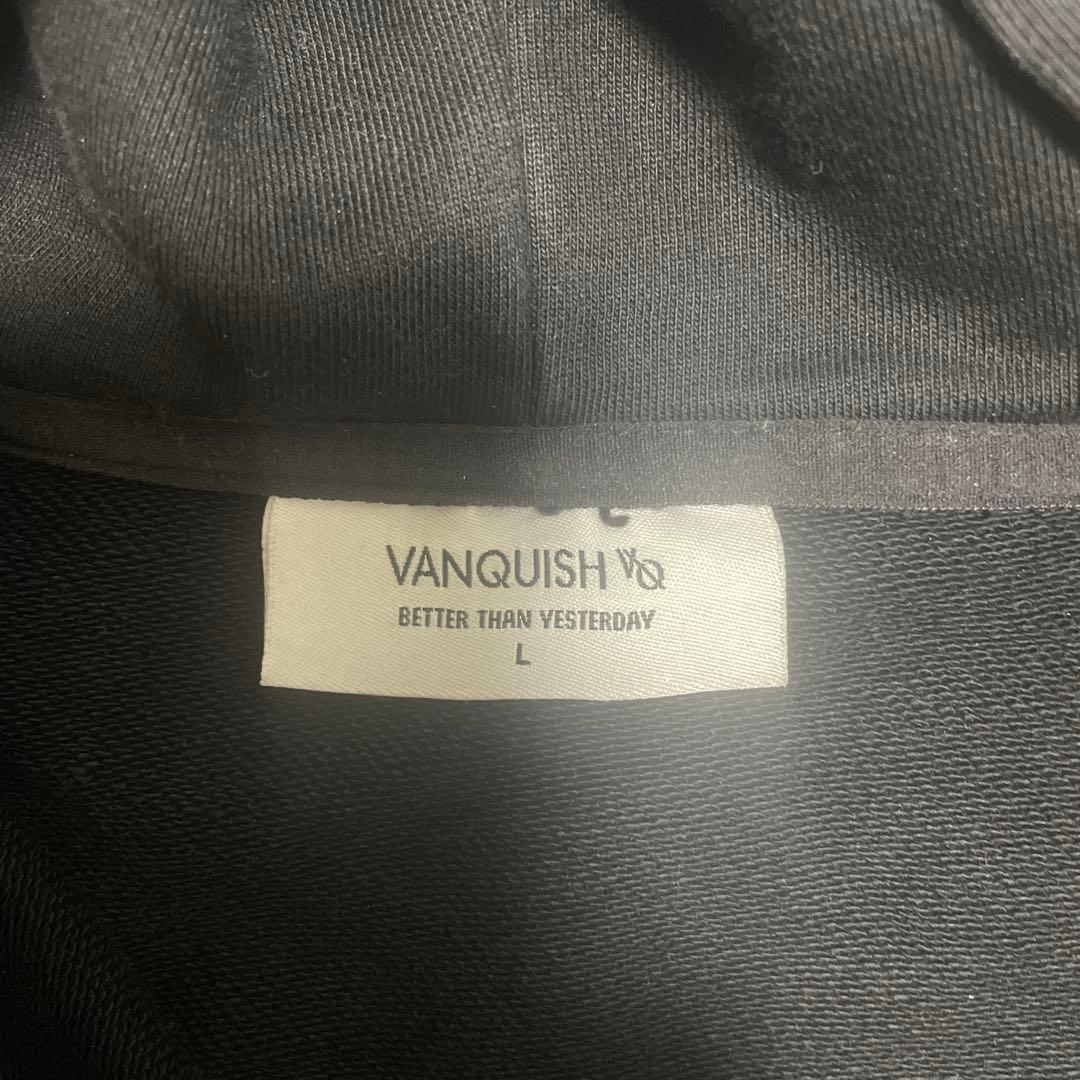 VANQUISH VQ
BETTER THAN YESTERDAY
L